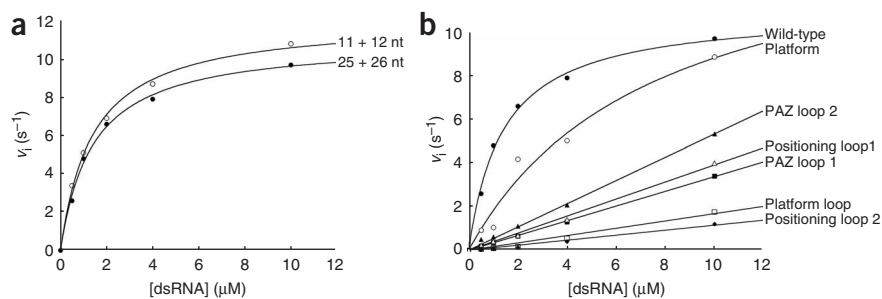 a
12
10
8
6
4
2
0
v_i (s⁻¹)
0 2 4 6 8 10 12
[dsRNA] (μM)
11 + 12 nt
25 + 26 nt
b
10
8
6
4
2
0
v_i (s⁻¹)
0 2 4 6 8 10 12
[dsRNA] (μM)
Wild-type
Platform
PAZ loop 2
Positioning loop1
PAZ loop 1
Platform loop
Positioning loop 2